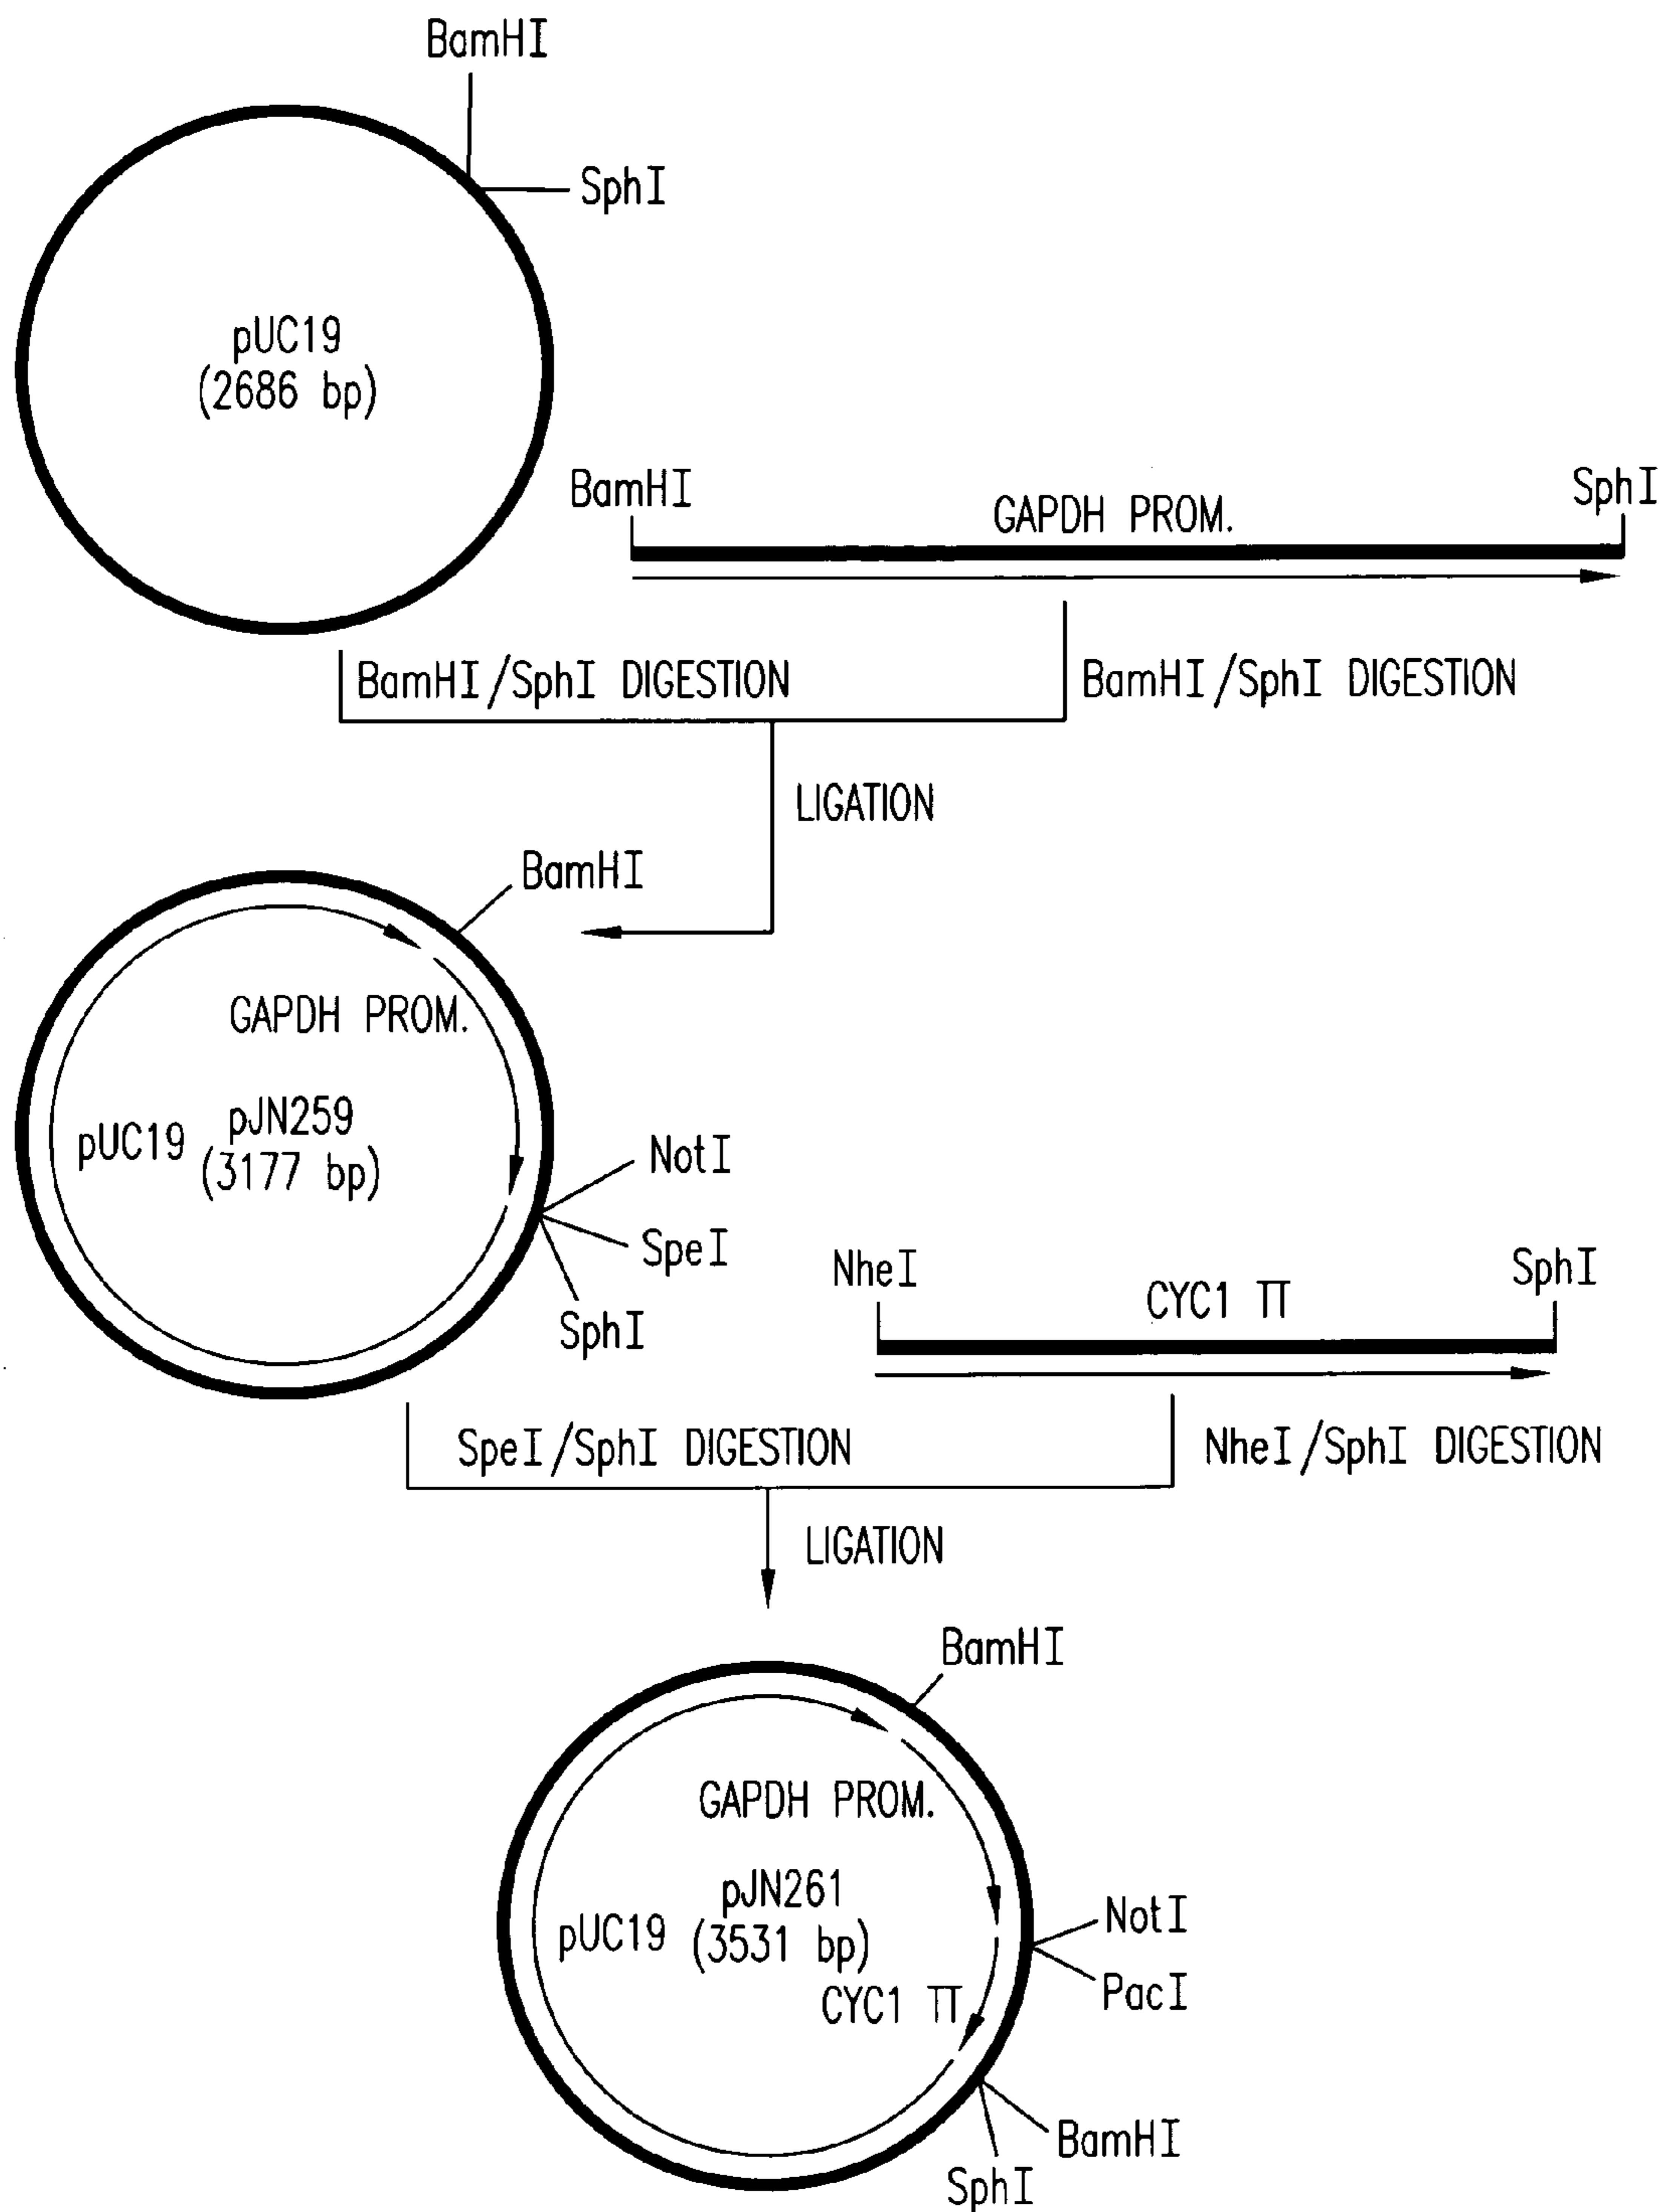 BamHI
SphI
pUC19
(2686 bp)
BamHI
GAPDH PROM.
SphI
BamHI/SphI DIGESTION
BamHI/SphI DIGESTION
LIGATION
BamHI
GAPDH PROM.
pJN259
pUC19
(3177 bp)
NotI
SpeI
SphI
NheI
CYC1 TT
SphI
SpeI/SphI DIGESTION
NheI/SphI DIGESTION
LIGATION
BamHI
GAPDH PROM.
pJN261
pUC19
(3531 bp)
CYC1 TT
NotI
PacI
BamHI
SphI